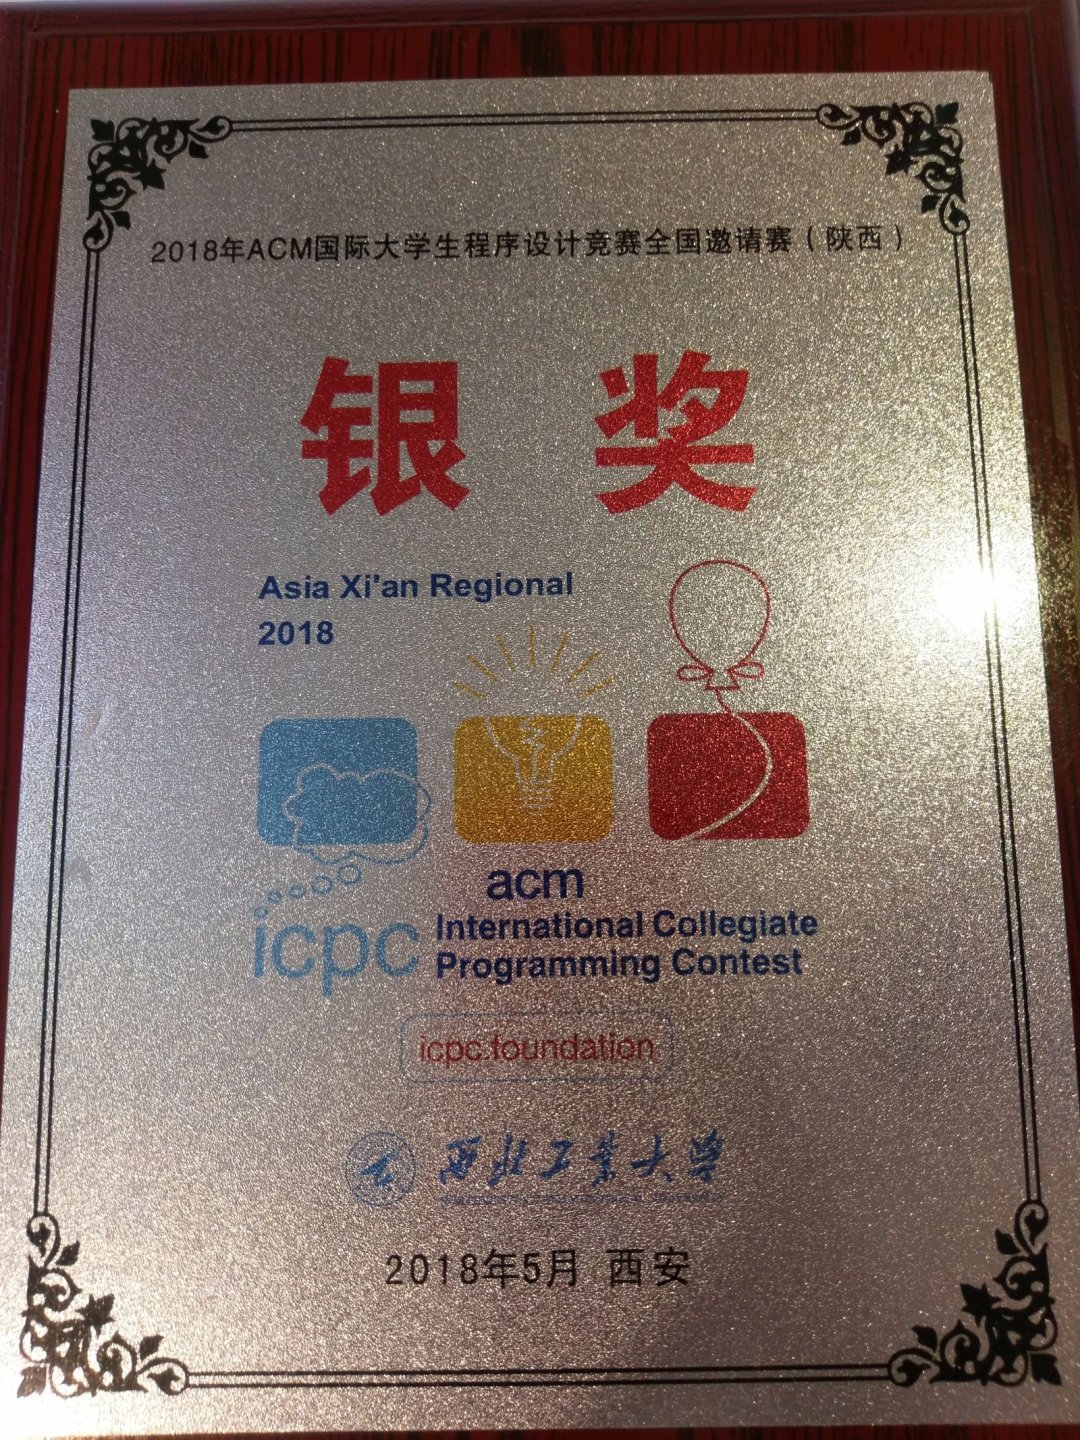 2018年ACM国际大学生程序设计竞赛全国邀请赛（陕西）
银奖
Asia Xi'an Regional
2018
acm
icpc International Collegiate
Programming Contest
icpc.foundation
西北工业大学
2018年5月 西安